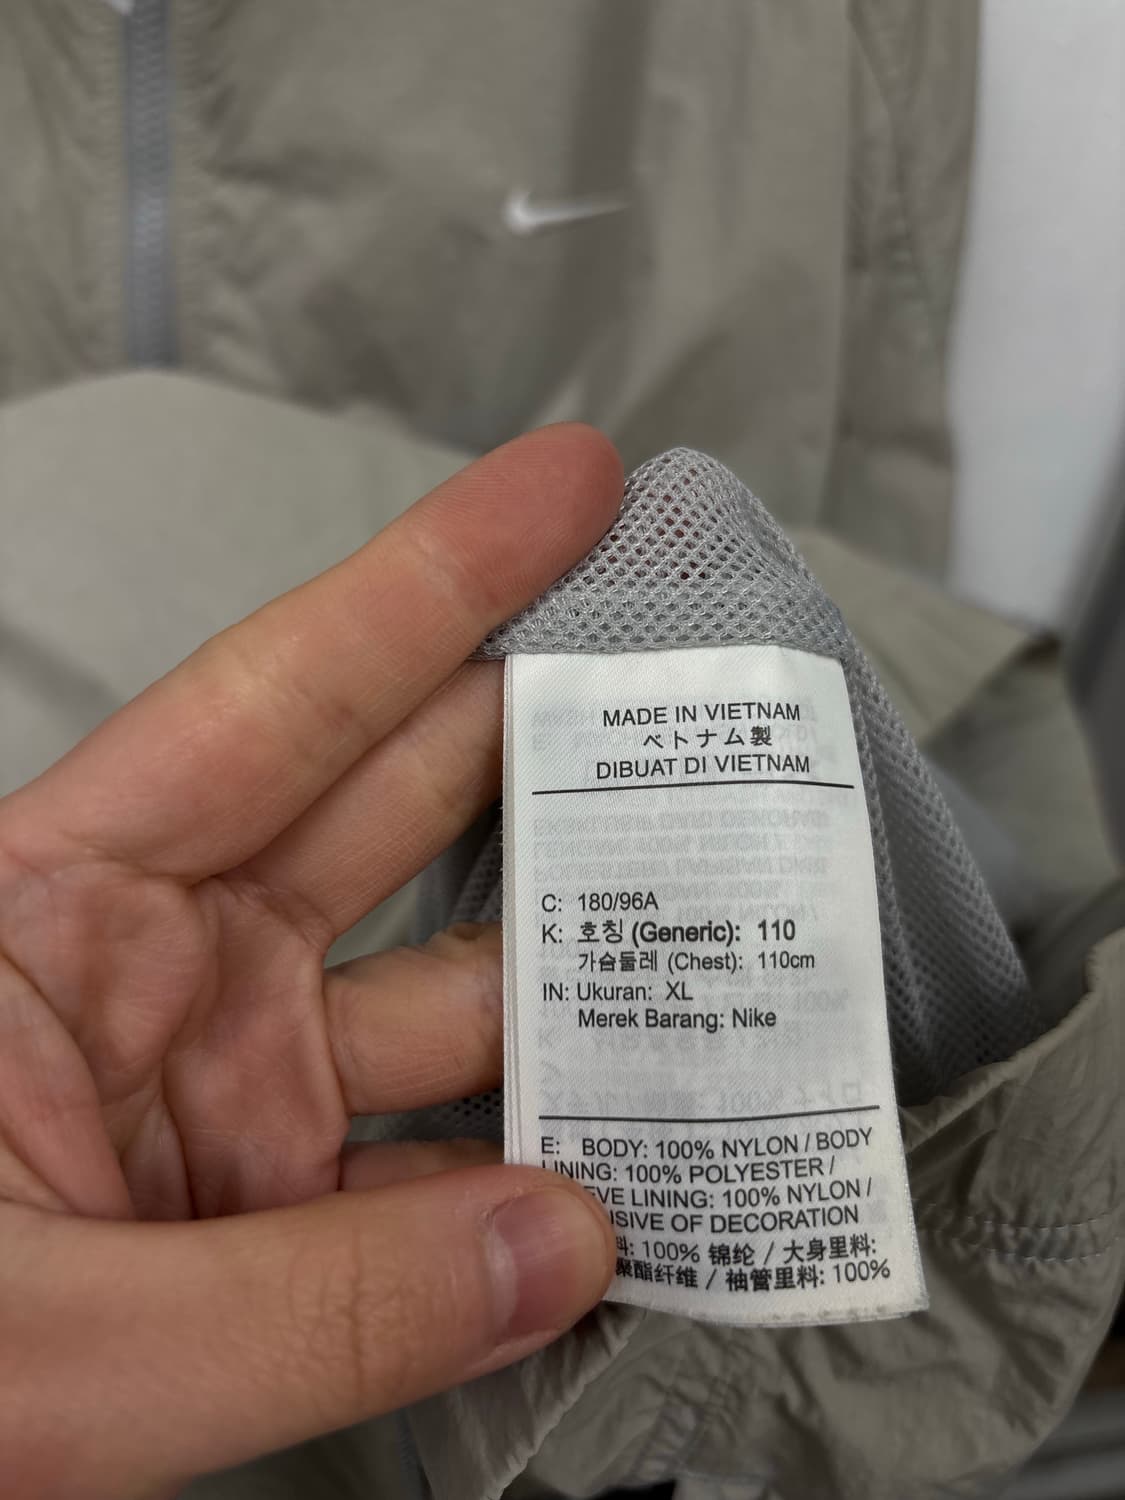 MADE IN VIETNAM
ベトナム製
DIBUAT DI VIETNAM
C: 180/96A
K: 호칭 (Generic): 110
가슴둘레 (Chest): 110cm
IN: Ukuran: XL
Merek Barang: Nike
E: BODY: 100% NYLON / BODY
LINING: 100% POLYESTER /
EVE LINING: 100% NYLON /
SIVE OF DECORATION
料: 100% 锦纶 / 大身里料:
聚酯纤维 / 袖管里料: 100%